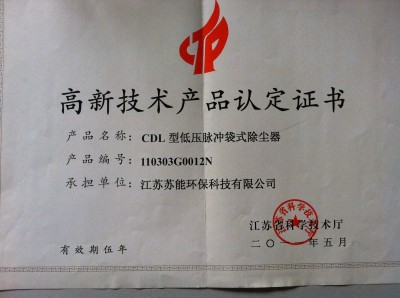 高新技术产品认定证书
产品名称：CDL 型低压脉冲袋式除尘器
产品编号：110303G0012N
承担单位：江苏苏能环保科技有限公司
江苏省科学技术厅
二〇一 年五月
有效期伍年